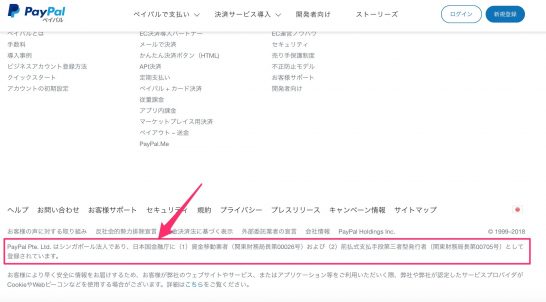 PayPal
ペイパル
ペイパルで支払い 決済サービス導入 開発者向け ストーリーズ ログイン 新規登録
ペイパルとは EC決済導入パートナー EC運営ノウハウ
手数料 メールで決済 セキュリティ
導入事例 かんたん決済ボタン (HTML) 売り手保護制度
ビジネスアカウント登録方法 API決済 不正防止モデル
クイックスタート 定期支払い お客様サポート
アカウントの初期設定 ペイパル + カード決済 開発者向け
従量課金
アプリ内課金
マーケットプレイス用決済
ペイアウト - 送金
PayPal.Me
ヘルプ お問い合わせ お客様サポート セキュリティ 規約 プライバシー プレスリリース キャンペーン情報 サイトマップ
お客様の声に対する取り組み 反社会的勢力排除宣言 資金決済法に基づく表示 外部委託業者の宣言 会社情報 PayPal Holdings Inc. © 1999-2018
PayPal Pte. Ltd. はシンガポール法人であり、日本国金融庁に（1）資金移動業者（関東財務局長第00026号）および（2）前払式支払手段第三者型発行者（関東財務局長第00705号）として
登録されています。
お客様により早く安全に情報をお届けするため、お客様が弊社のウェブサイトやサービス、またはアプリケーション等をご利用いただく際、弊社や弊社が認定したサービスプロバイダが
CookieやWebビーコンなどを使用する場合がございます。詳細はこちらをご覧ください。